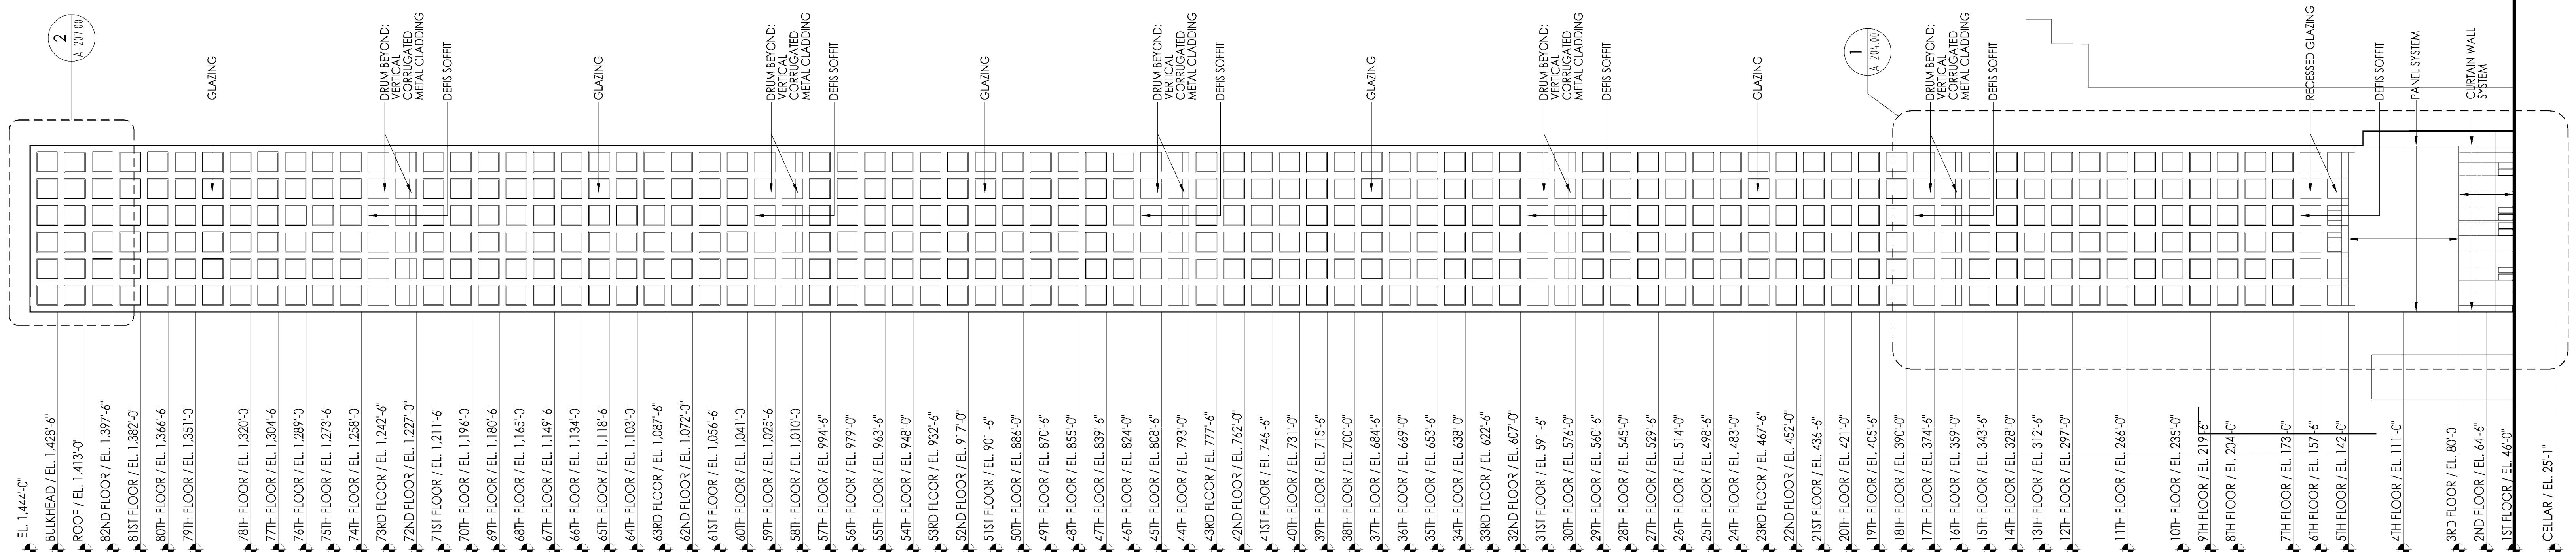 2
A-207.00
GLAZING
DRUM BEYOND:
VERTICAL
CORRUGATED
METAL CLADDING
DEFIS SOFFIT
GLAZING
DRUM BEYOND:
VERTICAL
CORRUGATED
METAL CLADDING
DEFIS SOFFIT
GLAZING
DRUM BEYOND:
VERTICAL
CORRUGATED
METAL CLADDING
DEFIS SOFFIT
GLAZING
DRUM BEYOND:
VERTICAL
CORRUGATED
METAL CLADDING
DEFIS SOFFIT
GLAZING
1
A-204.00
DRUM BEYOND:
VERTICAL
CORRUGATED
METAL CLADDING
DEFIS SOFFIT
RECESSED GLAZING
DEFIS SOFFIT
PANEL SYSTEM
CURTAIN WALL
SYSTEM
EL. 1,444'-0"
BULKHEAD / EL. 1,428'-6"
ROOF / EL. 1,413'-0"
82ND FLOOR / EL. 1,397'-6"
81ST FLOOR / EL. 1,382'-0"
80TH FLOOR / EL. 1,366'-6"
79TH FLOOR / EL. 1,351'-0"
78TH FLOOR / EL. 1,320'-0"
77TH FLOOR / EL. 1,304'-6"
76TH FLOOR / EL. 1,289'-0"
75TH FLOOR / EL. 1,273'-6"
74TH FLOOR / EL. 1,258'-0"
73RD FLOOR / EL. 1,242'-6"
72ND FLOOR / EL. 1,227'-0"
71ST FLOOR / EL. 1,211'-6"
70TH FLOOR / EL. 1,196'-0"
69TH FLOOR / EL. 1,180'-6"
68TH FLOOR / EL. 1,165'-0"
67TH FLOOR / EL. 1,149'-6"
66TH FLOOR / EL. 1,134'-0"
65TH FLOOR / EL. 1,118'-6"
64TH FLOOR / EL. 1,103'-0"
63RD FLOOR / EL. 1,087'-6"
62ND FLOOR / EL. 1,072'-0"
61ST FLOOR / EL. 1,056'-6"
60TH FLOOR / EL. 1,041'-0"
59TH FLOOR / EL. 1,025'-6"
58TH FLOOR / EL. 1,010'-0"
57TH FLOOR / EL. 994'-6"
56TH FLOOR / EL. 979'-0"
55TH FLOOR / EL. 963'-6"
54TH FLOOR / EL. 948'-0"
53RD FLOOR / EL. 932'-6"
52ND FLOOR / EL. 917'-0"
51ST FLOOR / EL. 901'-6"
50TH FLOOR / EL. 886'-0"
49TH FLOOR / EL. 870'-6"
48TH FLOOR / EL. 855'-0"
47TH FLOOR / EL. 839'-6"
46TH FLOOR / EL. 824'-0"
45TH FLOOR / EL. 808'-6"
44TH FLOOR / EL. 793'-0"
43RD FLOOR / EL. 777'-6"
42ND FLOOR / EL. 762'-0"
41ST FLOOR / EL. 746'-6"
40TH FLOOR / EL. 731'-0"
39TH FLOOR / EL. 715'-6"
38TH FLOOR / EL. 700'-0"
37TH FLOOR / EL. 684'-6"
36TH FLOOR / EL. 669'-0"
35TH FLOOR / EL. 653'-6"
34TH FLOOR / EL. 638'-0"
33RD FLOOR / EL. 622'-6"
32ND FLOOR / EL. 607'-0"
31ST FLOOR / EL. 591'-6"
30TH FLOOR / EL. 576'-0"
29TH FLOOR / EL. 560'-6"
28TH FLOOR / EL. 545'-0"
27TH FLOOR / EL. 529'-6"
26TH FLOOR / EL. 514'-0"
25TH FLOOR / EL. 498'-6"
24TH FLOOR / EL. 483'-0"
23RD FLOOR / EL. 467'-6"
22ND FLOOR / EL. 452'-0"
21ST FLOOR / EL. 436'-6"
20TH FLOOR / EL. 421'-0"
19TH FLOOR / EL. 405'-6"
18TH FLOOR / EL. 390'-0"
17TH FLOOR / EL. 374'-6"
16TH FLOOR / EL. 359'-0"
15TH FLOOR / EL. 343'-6"
14TH FLOOR / EL. 328'-0"
13TH FLOOR / EL. 312'-6"
12TH FLOOR / EL. 297'-0"
11TH FLOOR / EL. 266'-0"
10TH FLOOR / EL. 235'-0"
9TH FLOOR / EL. 219'-6"
8TH FLOOR / EL. 204'-0"
7TH FLOOR / EL. 173'-0"
6TH FLOOR / EL. 157'-6"
5TH FLOOR / EL. 142'-0"
4TH FLOOR / EL. 111'-0"
3RD FLOOR / EL. 80'-0"
2ND FLOOR / EL. 64'-6"
1ST FLOOR / EL. 46'-0"
CELLAR / EL. 25'-1"